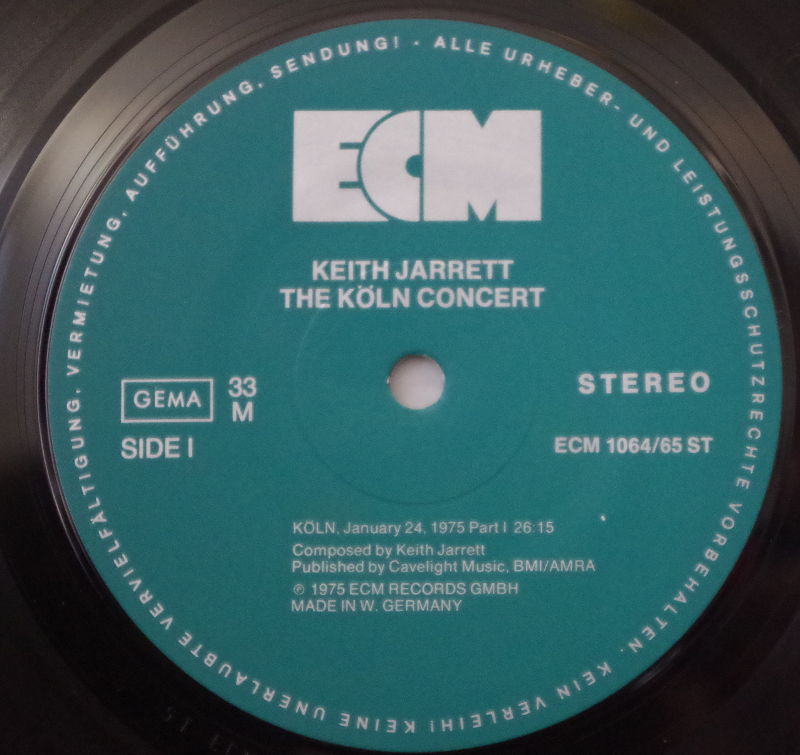 ALLE URHEBER- UND LEISTUNGSSCHUTZRECHTE VORBEHALTEN. KEIN VERLEIH! KEINE UNERLAUBTE VERVIELFÄLTIGUNG, VERMIETUNG, AUFFÜHRUNG, SENDUNG! -
ECM
KEITH JARRETT
THE KÖLN CONCERT
GEMA
33
M
STEREO
SIDE I
ECM 1064/65 ST
KÖLN, January 24, 1975 Part I 26:15
Composed by Keith Jarrett
Published by Cavelight Music, BMI/AMRA
℗ 1975 ECM RECORDS GMBH
MADE IN W. GERMANY